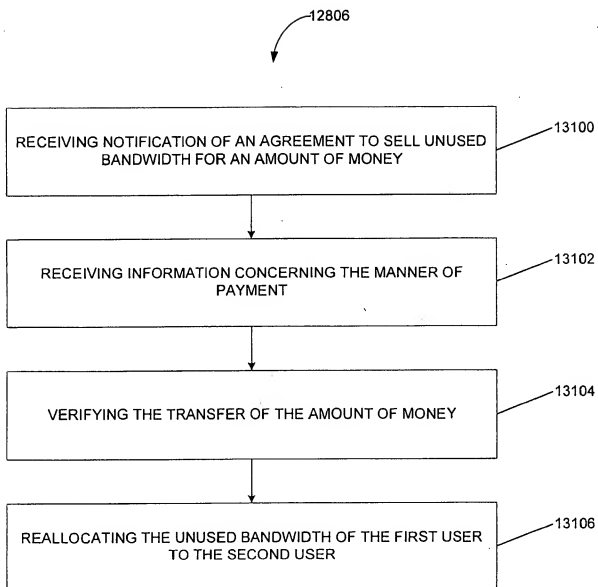 12806
RECEIVING NOTIFICATION OF AN AGREEMENT TO SELL UNUSED
BANDWIDTH FOR AN AMOUNT OF MONEY
13100
RECEIVING INFORMATION CONCERNING THE MANNER OF
PAYMENT
13102
VERIFYING THE TRANSFER OF THE AMOUNT OF MONEY
13104
REALLOCATING THE UNUSED BANDWIDTH OF THE FIRST USER
TO THE SECOND USER
13106